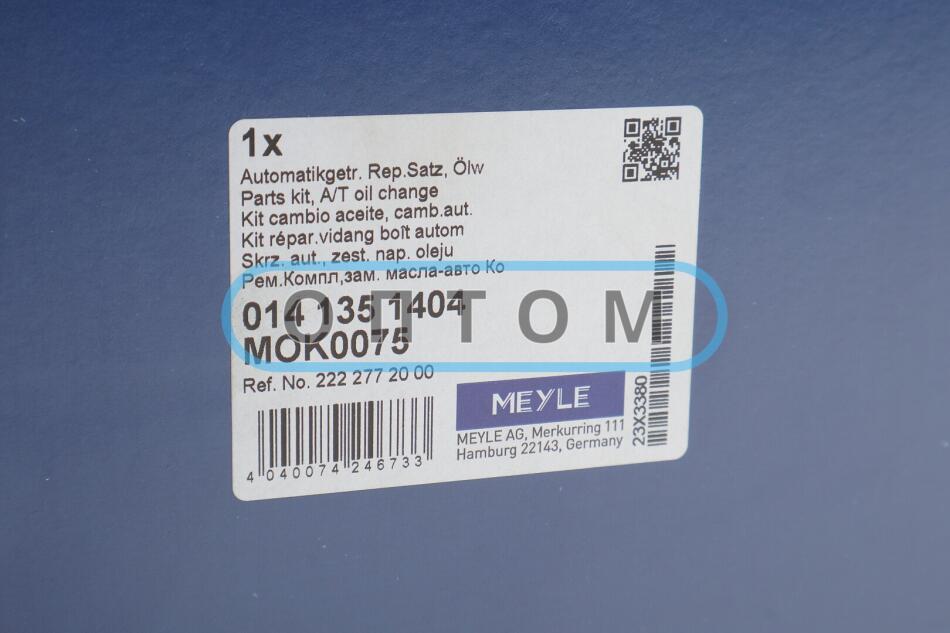 1x
Automatikgetr. Rep.Satz, Ölw
Parts kit, A/T oil change
Kit cambio aceite, camb.aut.
Kit répar.vidang boît autom
Skrz. aut., zest. nap. oleju
Рем.Компл,зам. масла-авто Ко
014 135 1404
ОПТОМ
MOK0075
Ref. No. 222 277 20 00
4 040074 246733
MEYLE
MEYLE AG, Merkurring 111
Hamburg 22143, Germany
23X3380